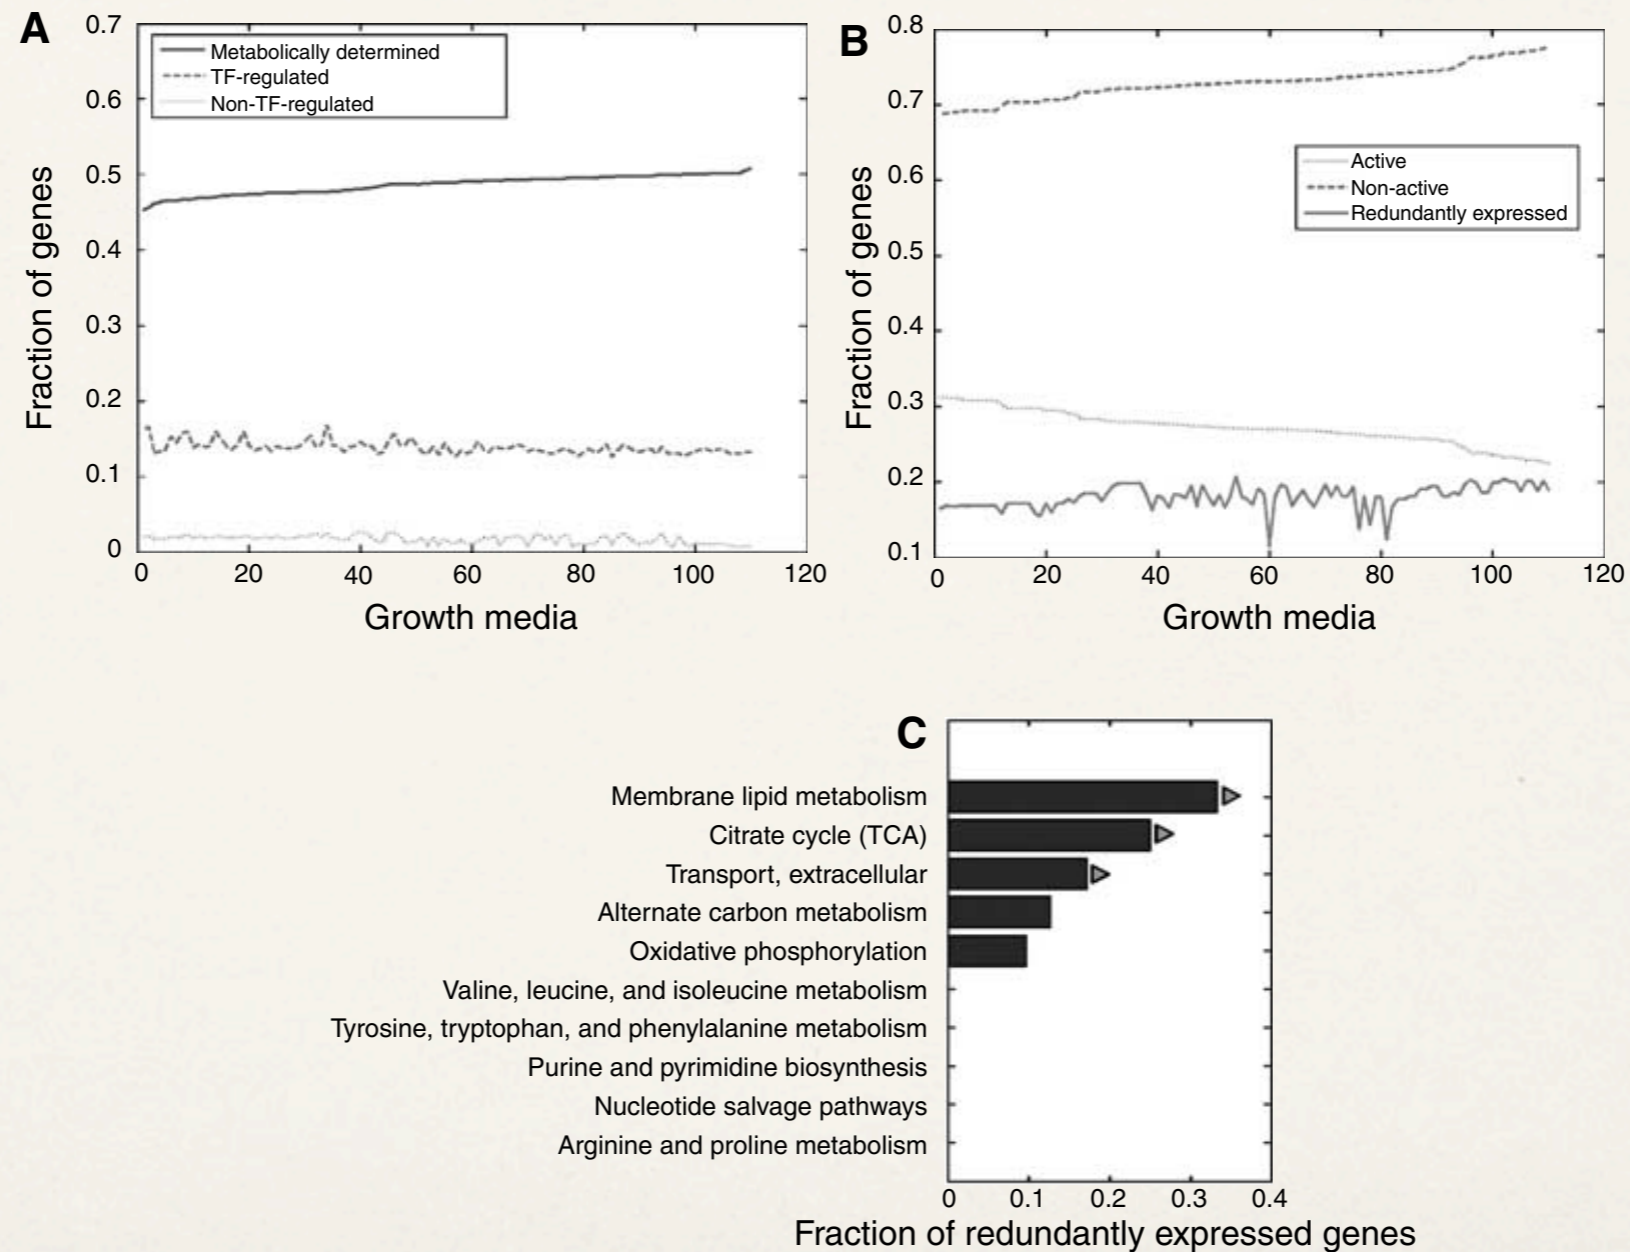 A
0.7
0.6
0.5
0.4
0.3
0.2
0.1
0
Fraction of genes
Metabolically determined
TF-regulated
Non-TF-regulated
0 20 40 60 80 100 120
Growth media
B
0.8
0.7
0.6
0.5
0.4
0.3
0.2
0.1
Fraction of genes
Active
Non-active
Redundantly expressed
0 20 40 60 80 100 120
Growth media
C
Membrane lipid metabolism
Citrate cycle (TCA)
Transport, extracellular
Alternate carbon metabolism
Oxidative phosphorylation
Valine, leucine, and isoleucine metabolism
Tyrosine, tryptophan, and phenylalanine metabolism
Purine and pyrimidine biosynthesis
Nucleotide salvage pathways
Arginine and proline metabolism
0 0.1 0.2 0.3 0.4
Fraction of redundantly expressed genes